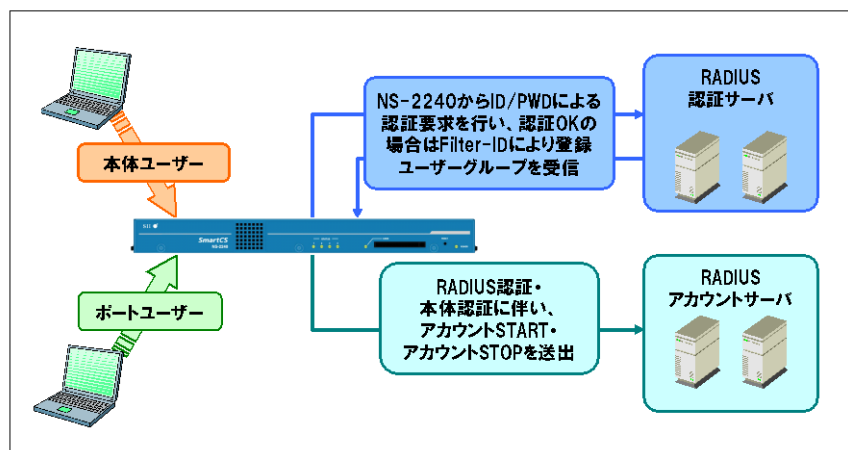 NS-2240からID/PWDによる
認証要求を行い、認証OKの
場合はFilter-IDにより登録
ユーザーグループを受信
RADIUS
認証サーバ
本体ユーザー
SmartCS
ポートユーザー
RADIUS認証・
本体認証に伴い、
アカウントSTART・
アカウントSTOPを送出
RADIUS
アカウントサーバ